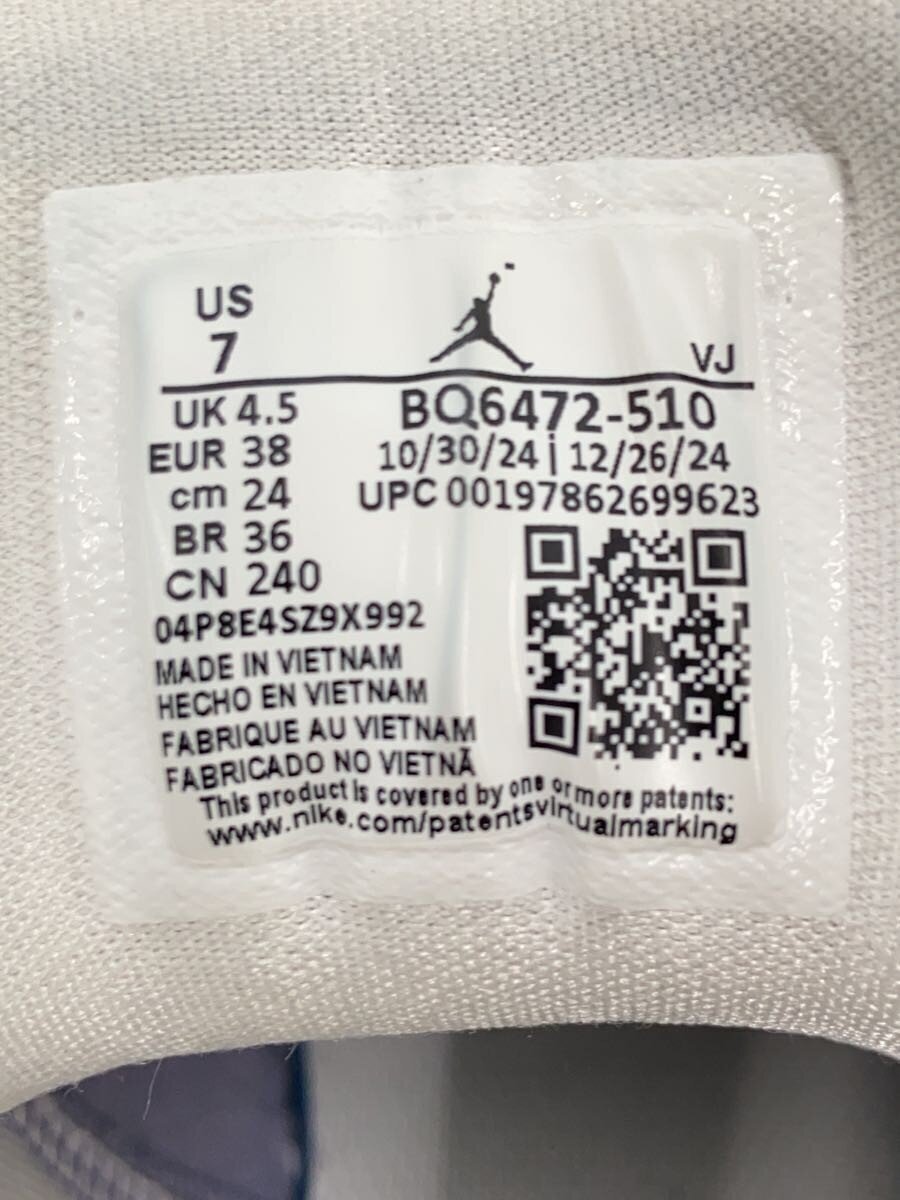 US
7
VJ
UK 4.5
BQ6472-510
EUR 38
10/30/24 | 12/26/24
cm 24
UPC 00197862699623
BR 36
CN 240
04P8E4SZ9X992
MADE IN VIETNAM
HECHO EN VIETNAM
FABRIQUE AU VIETNAM
FABRICADO NO VIETNÃ
This product is covered by one or more patents:
www.nike.com/patentsvirtualmarking